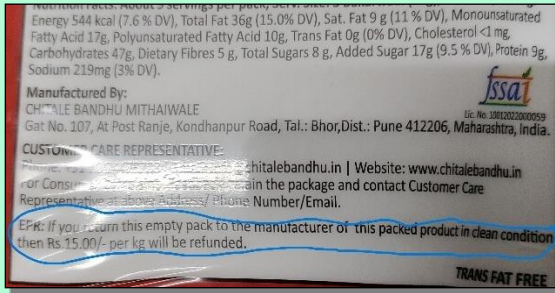 Energy 544 kcal (7.6 % DV), Total Fat 36g (15.0% DV), Sat. Fat 9 g (11 % DV), Monounsaturated
Fatty Acid 17g, Polyunsaturated Fatty Acid 10g, Trans Fat 0g (0% DV), Cholesterol <1 mg,
Carbohydrates 47g, Dietary Fibres 5 g, Total Sugars 8 g, Added Sugar 17g (9.5 % DV), Protein 9g,
Sodium 219mg (3% DV).
fssai
Lic. No. 10012022000059
Manufactured By:
CHITALE BANDHU MITHAIWALE
Gat No. 107, At Post Ranje, Kondhanpur Road, Tal.: Bhor,Dist.: Pune 412206, Maharashtra, India.
CUSTOMER CARE REPRESENTATIVE:
chitalebandhu.in | Website: www.chitalebandhu.in
ain the package and contact Customer Care
Representative at above Address/ Phone Number/Email.
EPR: If you return this empty pack to the manufacturer of this packed product in clean condition
then Rs 15.00/- per kg will be refunded.
TRANS FAT FREE